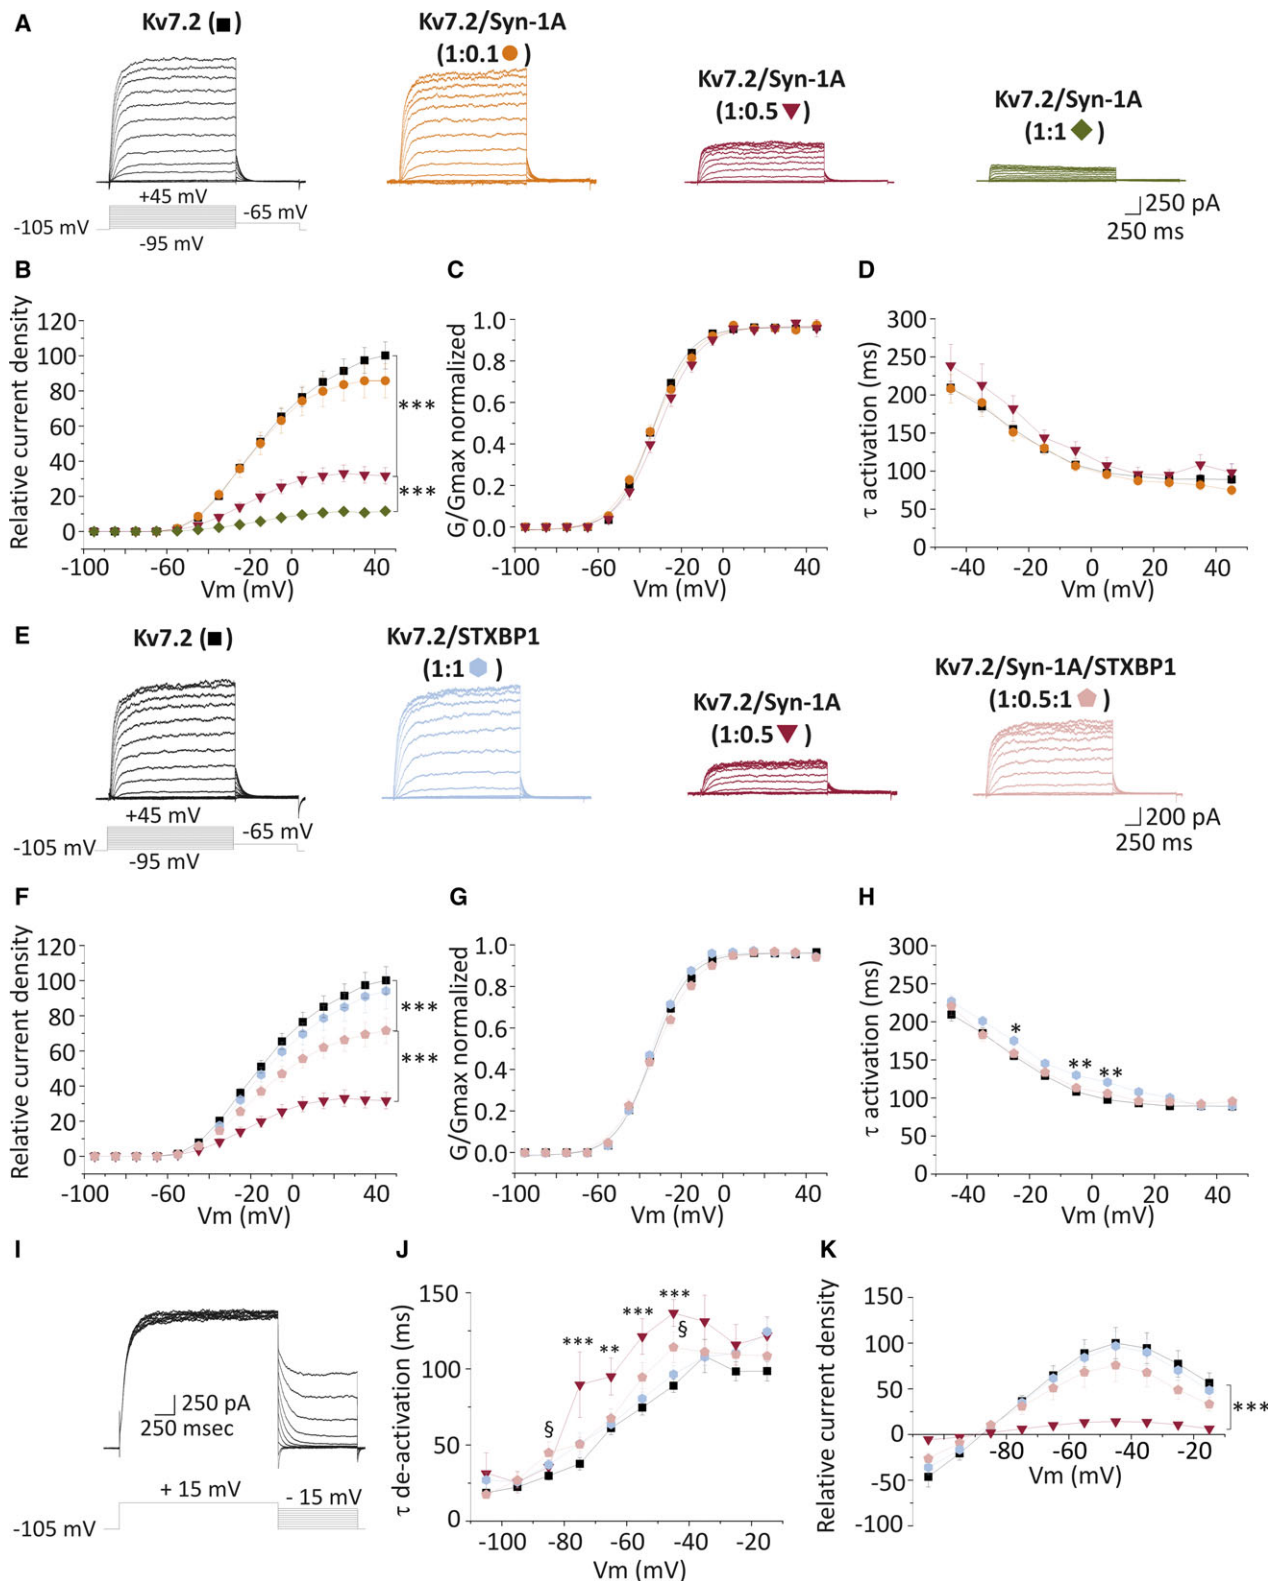 A
Kv7.2 (■)
Kv7.2/Syn-1A
(1:0.1 ●)
Kv7.2/Syn-1A
(1:0.5 ▼)
Kv7.2/Syn-1A
(1:1 ◆)
+45 mV
-65 mV
-105 mV
-95 mV
250 pA
250 ms
B
Relative current density
120
100
80
60
40
20
0
-100 -60 -20 0 40
Vm (mV)
***
***
C
G/Gmax normalized
1.0
0.8
0.6
0.4
0.2
0.0
-100 -60 -20 0 40
Vm (mV)
D
τ activation (ms)
300
250
200
150
100
50
0
-40 -20 0 20 40
Vm (mV)
E
Kv7.2 (■)
Kv7.2/STXBP1
(1:1 ⬢)
Kv7.2/Syn-1A
(1:0.5 ▼)
Kv7.2/Syn-1A/STXBP1
(1:0.5:1 ⬟)
+45 mV
-65 mV
-105 mV
-95 mV
200 pA
250 ms
F
Relative current density
120
100
80
60
40
20
0
-100 -60 -20 0 40
Vm (mV)
***
***
G
G/Gmax normalized
1.0
0.8
0.6
0.4
0.2
0.0
-100 -60 -20 0 40
Vm (mV)
H
τ activation (ms)
300
250
200
150
100
50
0
-40 -20 0 20 40
Vm (mV)
*
**
**
I
250 pA
250 msec
+ 15 mV
- 15 mV
-105 mV
J
τ de-activation (ms)
150
100
50
0
-100 -80 -60 -40 -20
Vm (mV)
§
***
**
***
***
§
K
Relative current density
150
100
50
0
-50
-100
-80 -60 -40 -20
Vm (mV)
***